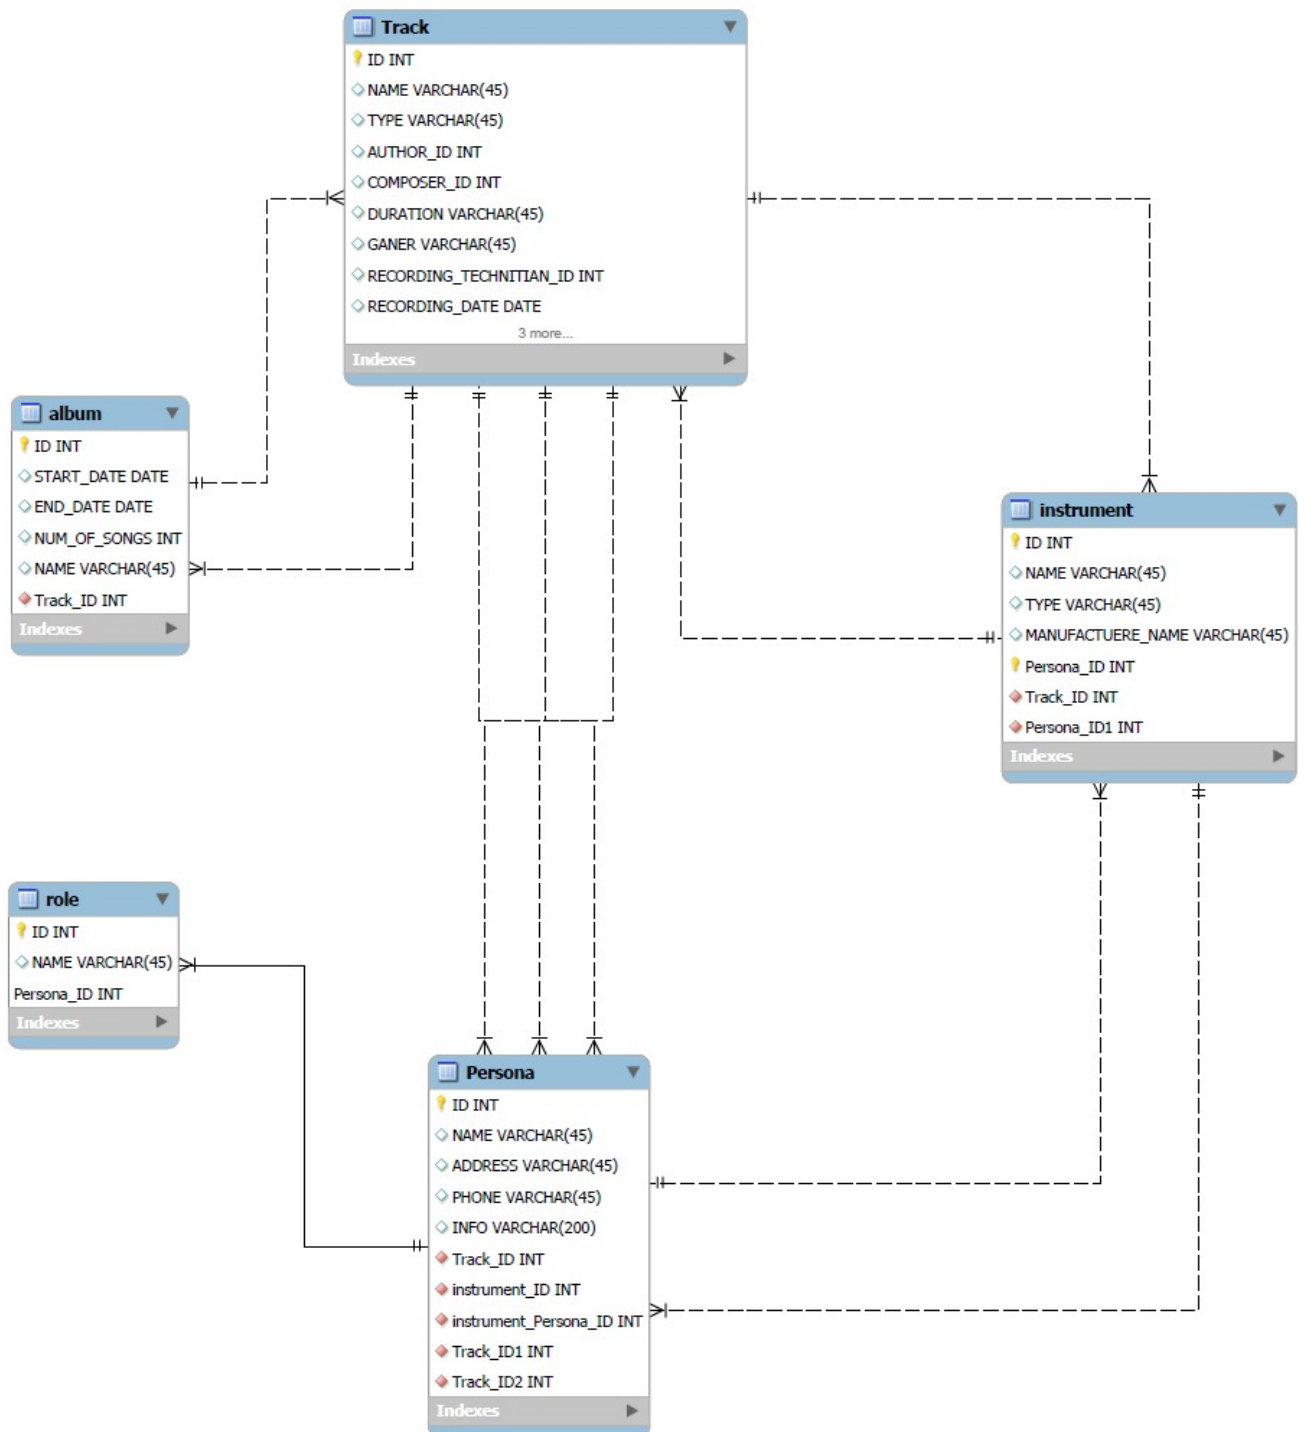 Track
ID INT
NAME VARCHAR(45)
TYPE VARCHAR(45)
AUTHOR_ID INT
COMPOSER_ID INT
DURATION VARCHAR(45)
GANER VARCHAR(45)
RECORDING_TECHNITIAN_ID INT
RECORDING_DATE DATE
3 more...
Indexes
album
ID INT
START_DATE DATE
END_DATE DATE
NUM_OF_SONGS INT
NAME VARCHAR(45)
Track_ID INT
Indexes
instrument
ID INT
NAME VARCHAR(45)
TYPE VARCHAR(45)
MANUFACTUERE_NAME VARCHAR(45)
Persona_ID INT
Track_ID INT
Persona_ID1 INT
Indexes
role
ID INT
NAME VARCHAR(45)
Persona_ID INT
Indexes
Persona
ID INT
NAME VARCHAR(45)
ADDRESS VARCHAR(45)
PHONE VARCHAR(45)
INFO VARCHAR(200)
Track_ID INT
instrument_ID INT
instrument_Persona_ID INT
Track_ID1 INT
Track_ID2 INT
Indexes